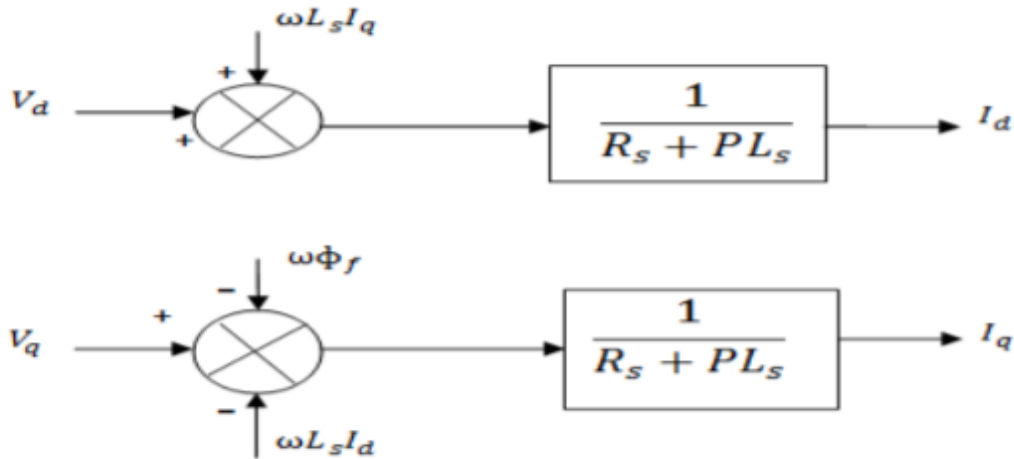 ωL_sI_q
+
V_d
+
1
R_s + PL_s
I_d
ωΦ_f
−
+
V_q
1
R_s + PL_s
I_q
−
ωL_sI_d